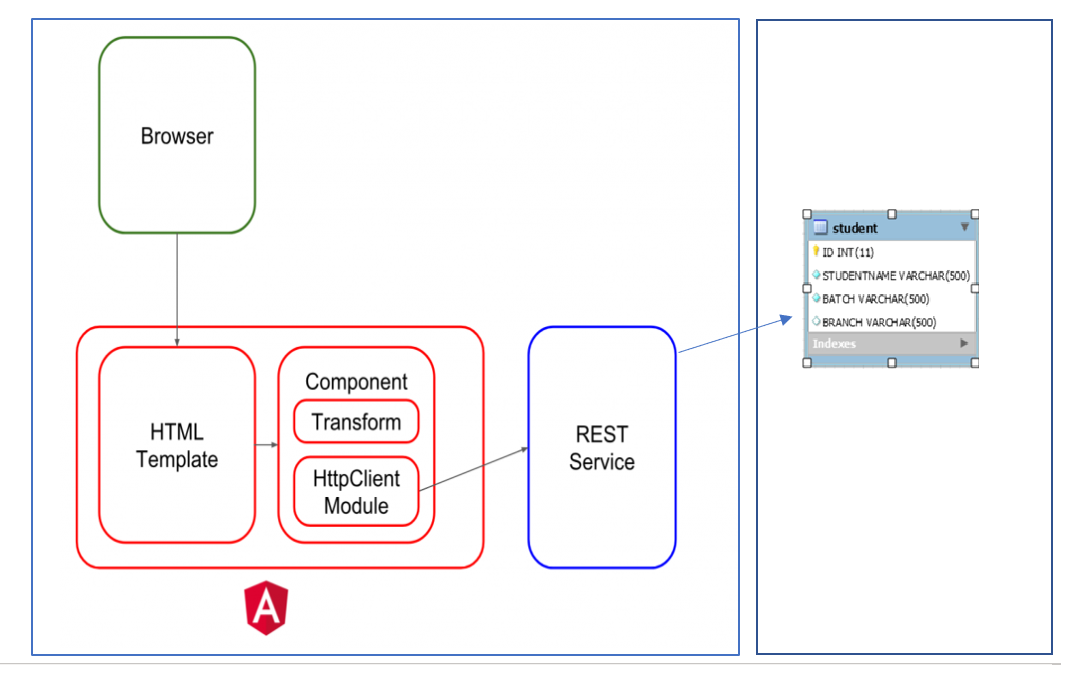 Browser
HTML
Template
Component
Transform
HttpClient
Module
REST
Service
student
ID INT(11)
STUDENTNAME VARCHAR(500)
BATCH VARCHAR(500)
BRANCH VARCHAR(500)
Indexes
A